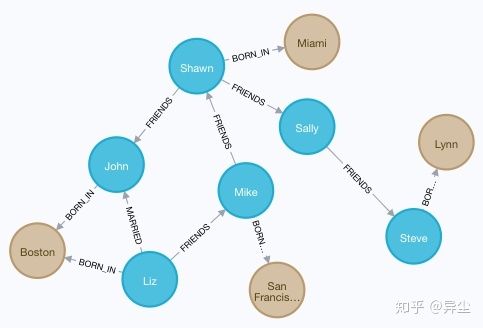 Miami
BORN_IN
Shawn
FRIENDS
FRIENDS
Sally
FRIENDS
Lynn
John
Mike
FRIENDS
BOR...
BORN_IN
MARRIED
FRIENDS
BORN...
Steve
Boston
BORN_IN
Liz
San
Francis...
知乎 @异尘